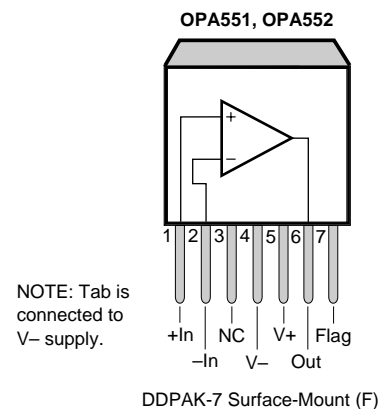 OPA551, OPA552
+
–
1 2 3 4 5 6 7
NOTE: Tab is
connected to
V– supply.
+In NC V+ Flag
–In V– Out
DDPAK-7 Surface-Mount (F)